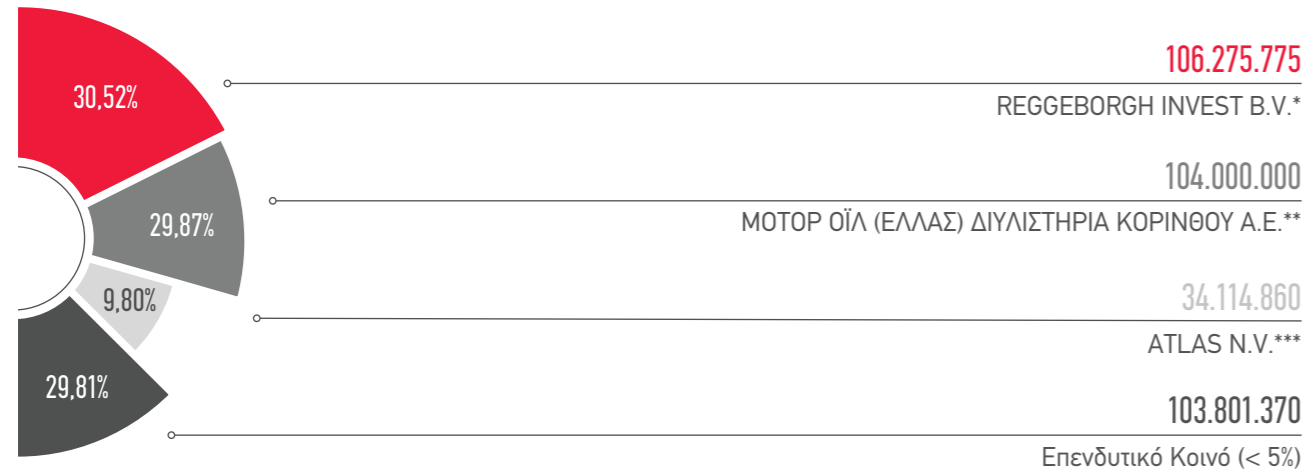 30,52%
106.275.775
REGGEBORGH INVEST B.V.*
29,87%
104.000.000
ΜΟΤΟΡ ΟΪΛ (ΕΛΛΑΣ) ΔΙΥΛΙΣΤΗΡΙΑ ΚΟΡΙΝΘΟΥ Α.Ε.**
9,80%
34.114.860
ATLAS N.V.***
29,81%
103.801.370
Επενδυτικό Κοινό (< 5%)